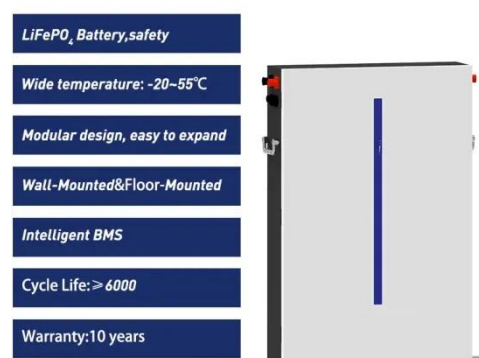 LiFePO₄ Battery,safety
Wide temperature: -20~55℃
Modular design, easy to expand
Wall-Mounted&Floor-Mounted
Intelligent BMS
Cycle Life:≥6000
Warranty:10 years